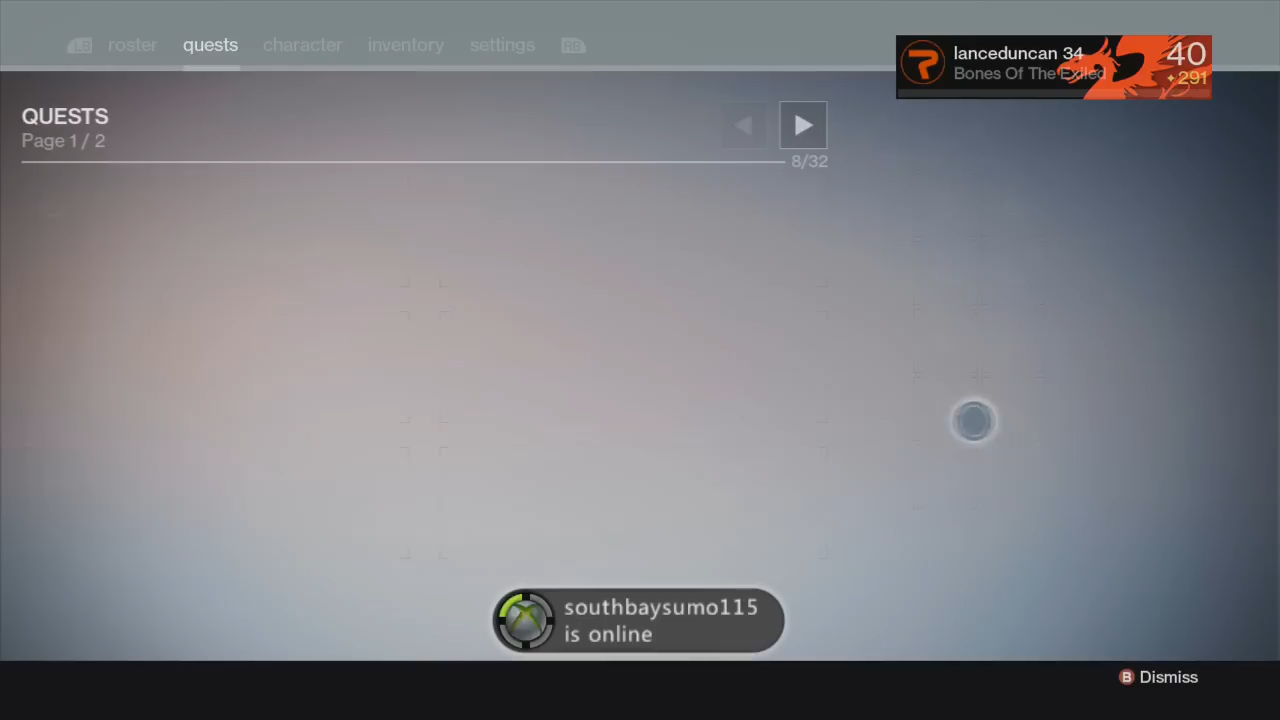 LB roster quests character inventory settings RB
lanceduncan 34 40
Bones Of The Exiled 291
QUESTS
Page 1 / 2
8/32
southbaysumo115
is online
B Dismiss